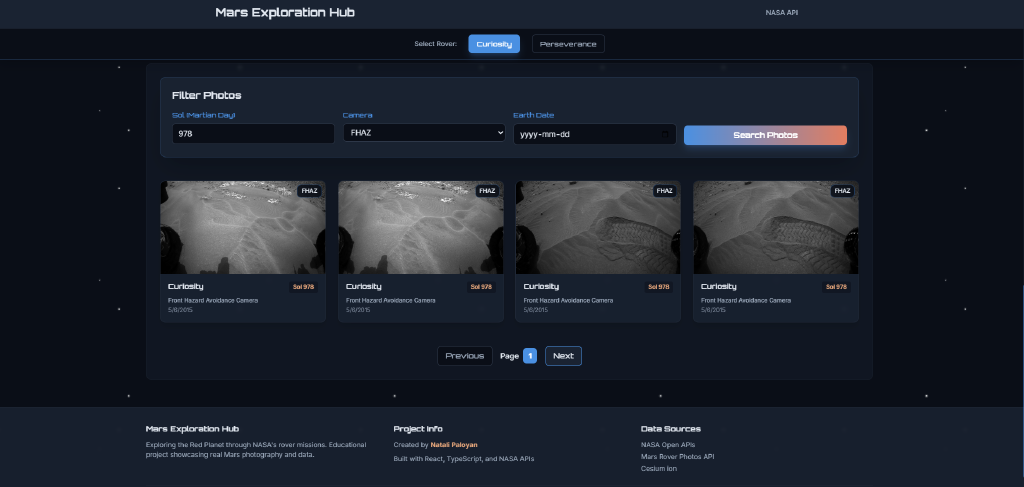 Mars Exploration Hub
NASA API
Select Rover:
Curiosity
Perseverance
Filter Photos
Sol (Martian Day)
Camera
Earth Date
978
FHAZ
yyyy-mm-dd
Search Photos
FHAZ
FHAZ
FHAZ
FHAZ
Curiosity
Sol 978
Front Hazard Avoidance Camera
5/8/2015
Curiosity
Sol 978
Front Hazard Avoidance Camera
5/8/2015
Curiosity
Sol 978
Front Hazard Avoidance Camera
5/8/2015
Curiosity
Sol 978
Front Hazard Avoidance Camera
5/8/2015
Previous
Page 1
Next
Mars Exploration Hub
Exploring the Red Planet through NASA's rover missions. Educational
project showcasing real Mars photography and data.
Project Info
Created by Natali Paloyan
Built with React, TypeScript, and NASA APIs
Data Sources
NASA Open APIs
Mars Rover Photos API
Cesium Ion